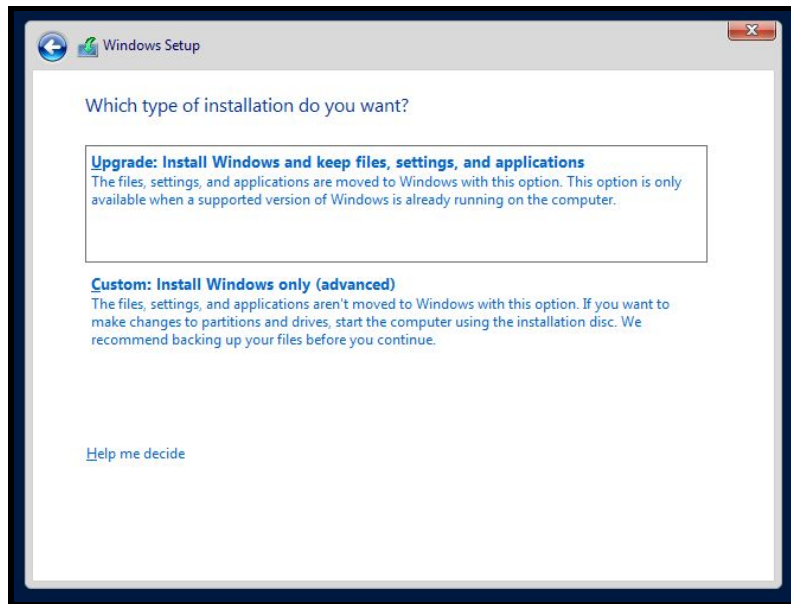 Windows Setup
Which type of installation do you want?
Upgrade: Install Windows and keep files, settings, and applications
The files, settings, and applications are moved to Windows with this option. This option is only
available when a supported version of Windows is already running on the computer.
Custom: Install Windows only (advanced)
The files, settings, and applications aren't moved to Windows with this option. If you want to
make changes to partitions and drives, start the computer using the installation disc. We
recommend backing up your files before you continue.
Help me decide